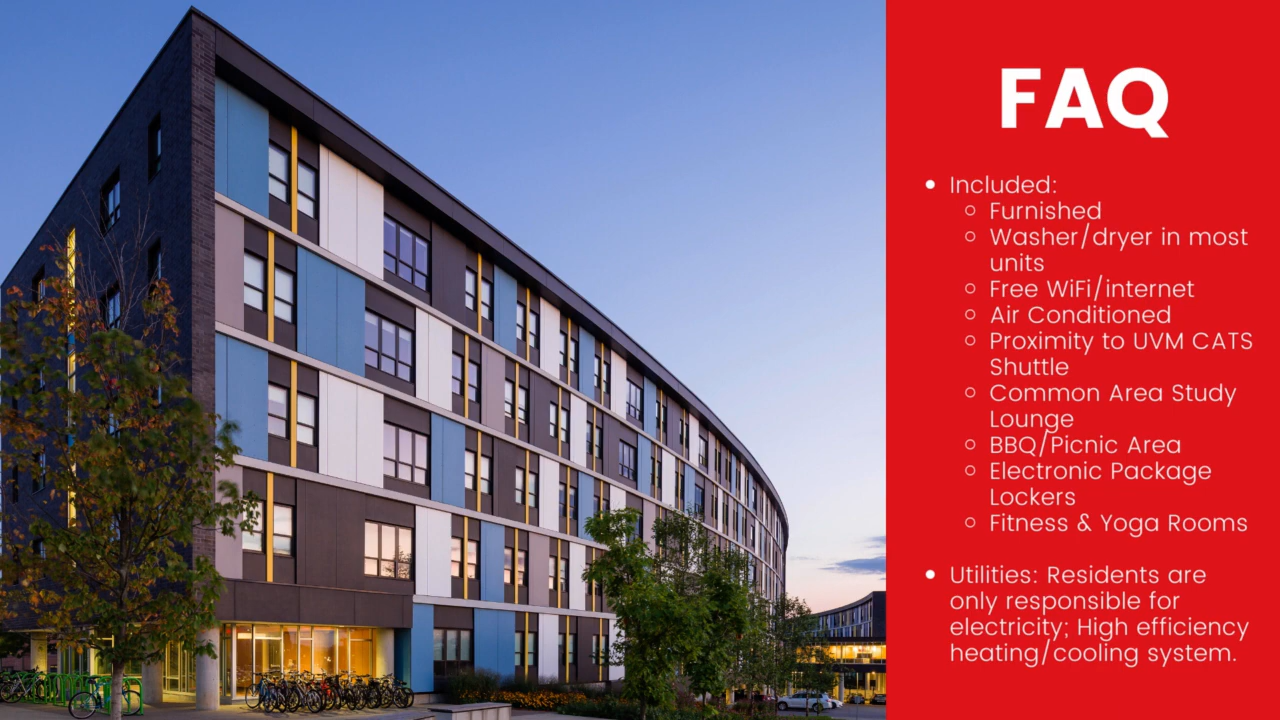 FAQ
• Included:
○ Furnished
○ Washer/dryer in most
units
○ Free WiFi/internet
○ Air Conditioned
○ Proximity to UVM CATS
Shuttle
○ Common Area Study
Lounge
○ BBQ/Picnic Area
○ Electronic Package
Lockers
○ Fitness & Yoga Rooms
• Utilities: Residents are
only responsible for
electricity; High efficiency
heating/cooling system.